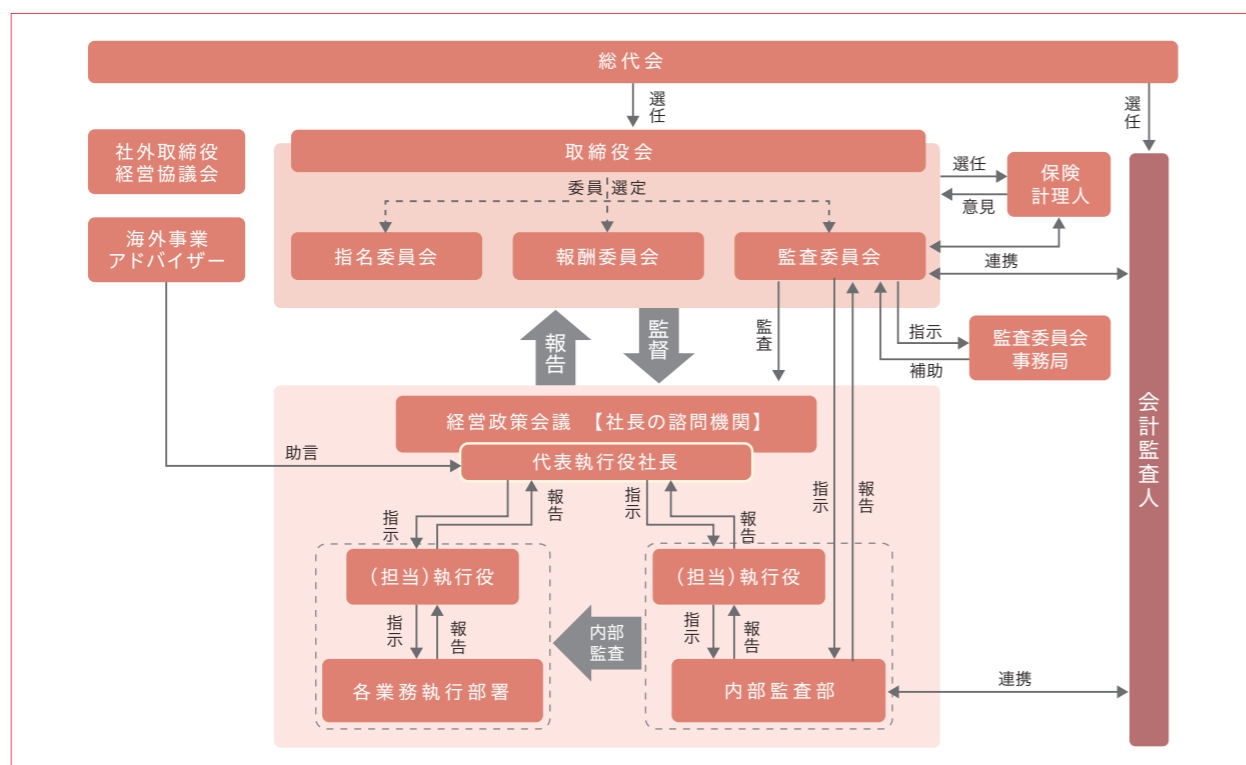 総代会
選任
選任
社外取締役
経営協議会
取締役会
選任
保険
計理人
委員選定
意見
海外事業
アドバイザー
指名委員会
報酬委員会
監査委員会
連携
報告
監督
監査
指示
監査委員会
事務局
補助
会計監査人
経営政策会議 【社長の諮問機関】
助言
代表執行役社長
指示
報告
指示
報告
指示
報告
(担当)執行役
(担当)執行役
指示
報告
内部
監査
指示
報告
各業務執行部署
内部監査部
連携